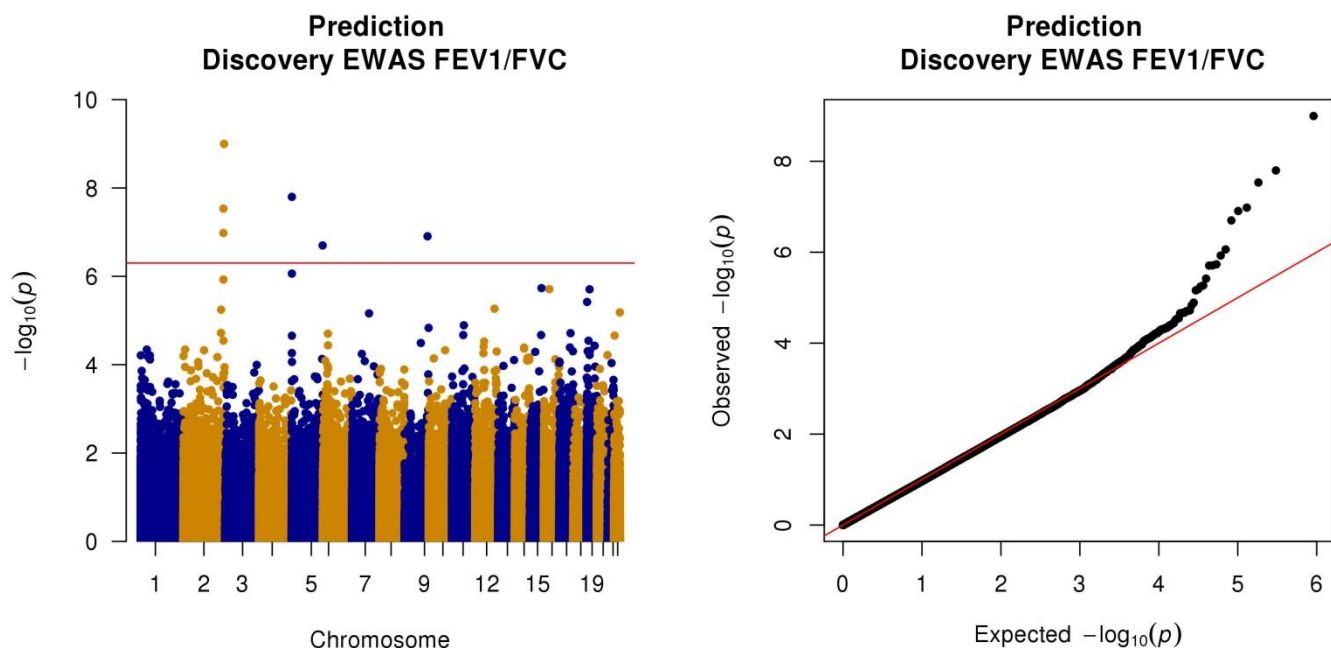 Prediction
Discovery EWAS FEV1/FVC
10
8
6
4
2
0
−log10(p)
1 2 3 5 7 9 12 15 19
Chromosome
Prediction
Discovery EWAS FEV1/FVC
8
6
4
2
0
Observed −log10(p)
0 1 2 3 4 5 6
Expected −log10(p)